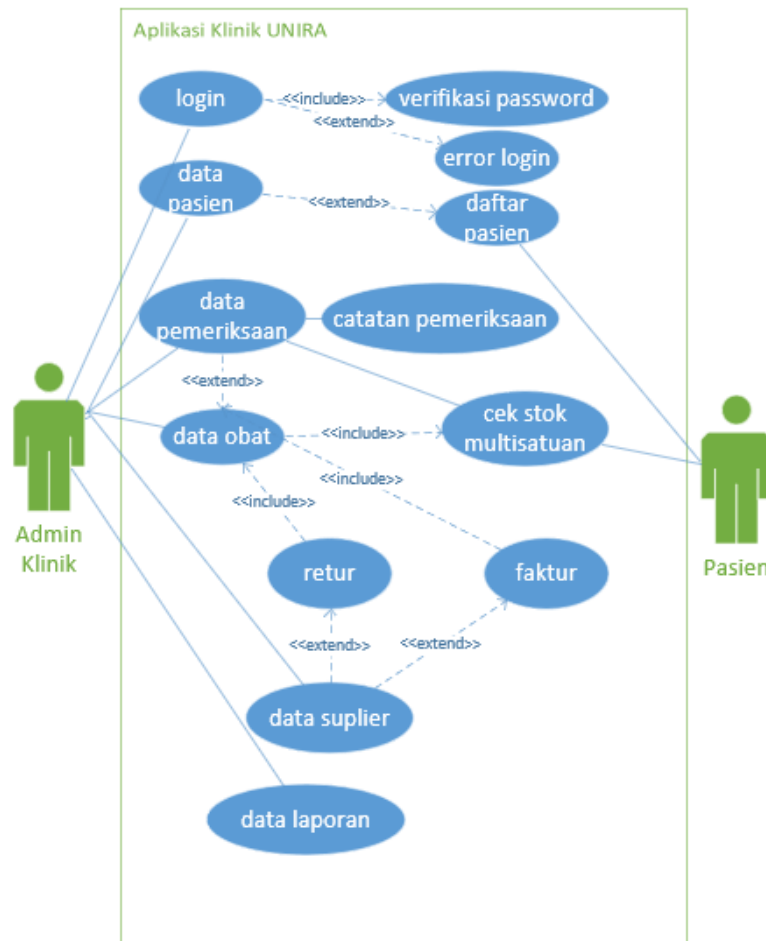 Aplikasi Klinik UNIRA
login
<<include>>
verifikasi password
<<extend>>
error login
data
pasien
<<extend>>
daftar
pasien
data
pemeriksaan
catatan pemeriksaan
<<extend>>
data obat
<<include>>
cek stok
multisatuan
<<include>>
<<include>>
Admin
Klinik
retur
faktur
Pasien
<<extend>>
<<extend>>
data suplier
data laporan